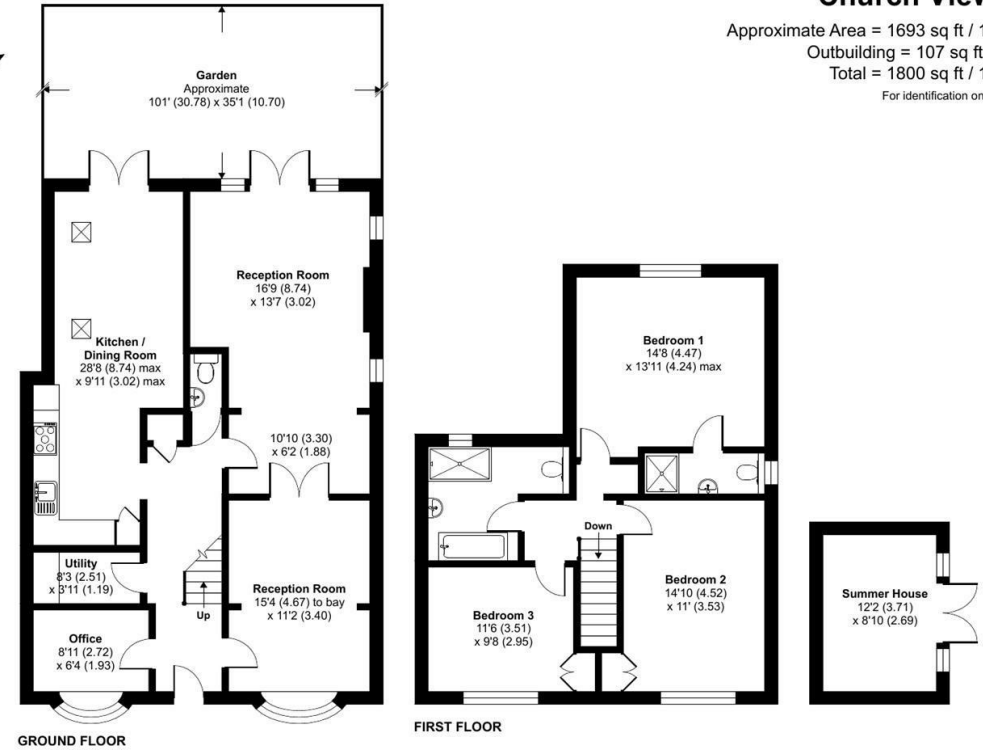 Church View
Approximate Area = 1693 sq ft / 1
Outbuilding = 107 sq ft
Total = 1800 sq ft / 1
For identification on
Garden
Approximate
101' (30.78) x 35'1 (10.70)
Reception Room
16'9 (8.74)
x 13'7 (3.02)
Kitchen /
Dining Room
28'8 (8.74) max
x 9'11 (3.02) max
10'10 (3.30)
x 6'2 (1.88)
Utility
8'3 (2.51)
x 3'11 (1.19)
Up
Reception Room
15'4 (4.67) to bay
x 11'2 (3.40)
Office
8'11 (2.72)
x 6'4 (1.93)
GROUND FLOOR
Bedroom 1
14'8 (4.47)
x 13'11 (4.24) max
Down
Bedroom 2
14'10 (4.52)
x 11' (3.53)
Bedroom 3
11'6 (3.51)
x 9'8 (2.95)
FIRST FLOOR
Summer House
12'2 (3.71)
x 8'10 (2.69)